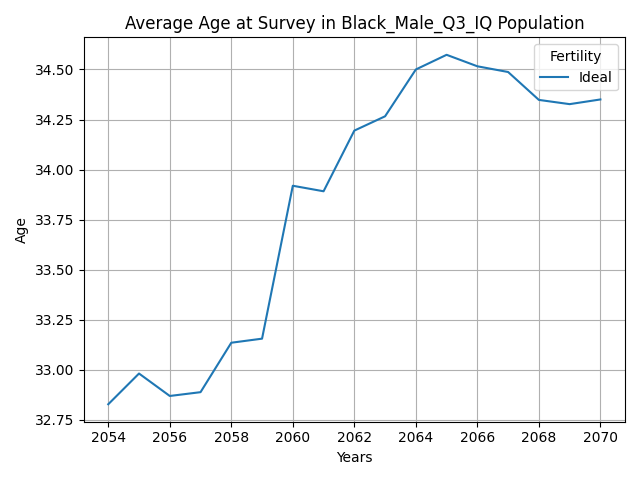 Average Age at Survey in Black_Male_Q3_IQ Population
Fertility
Ideal
34.50
34.25
34.00
33.75
33.50
33.25
33.00
32.75
Age
2054 2056 2058 2060 2062 2064 2066 2068 2070
Years